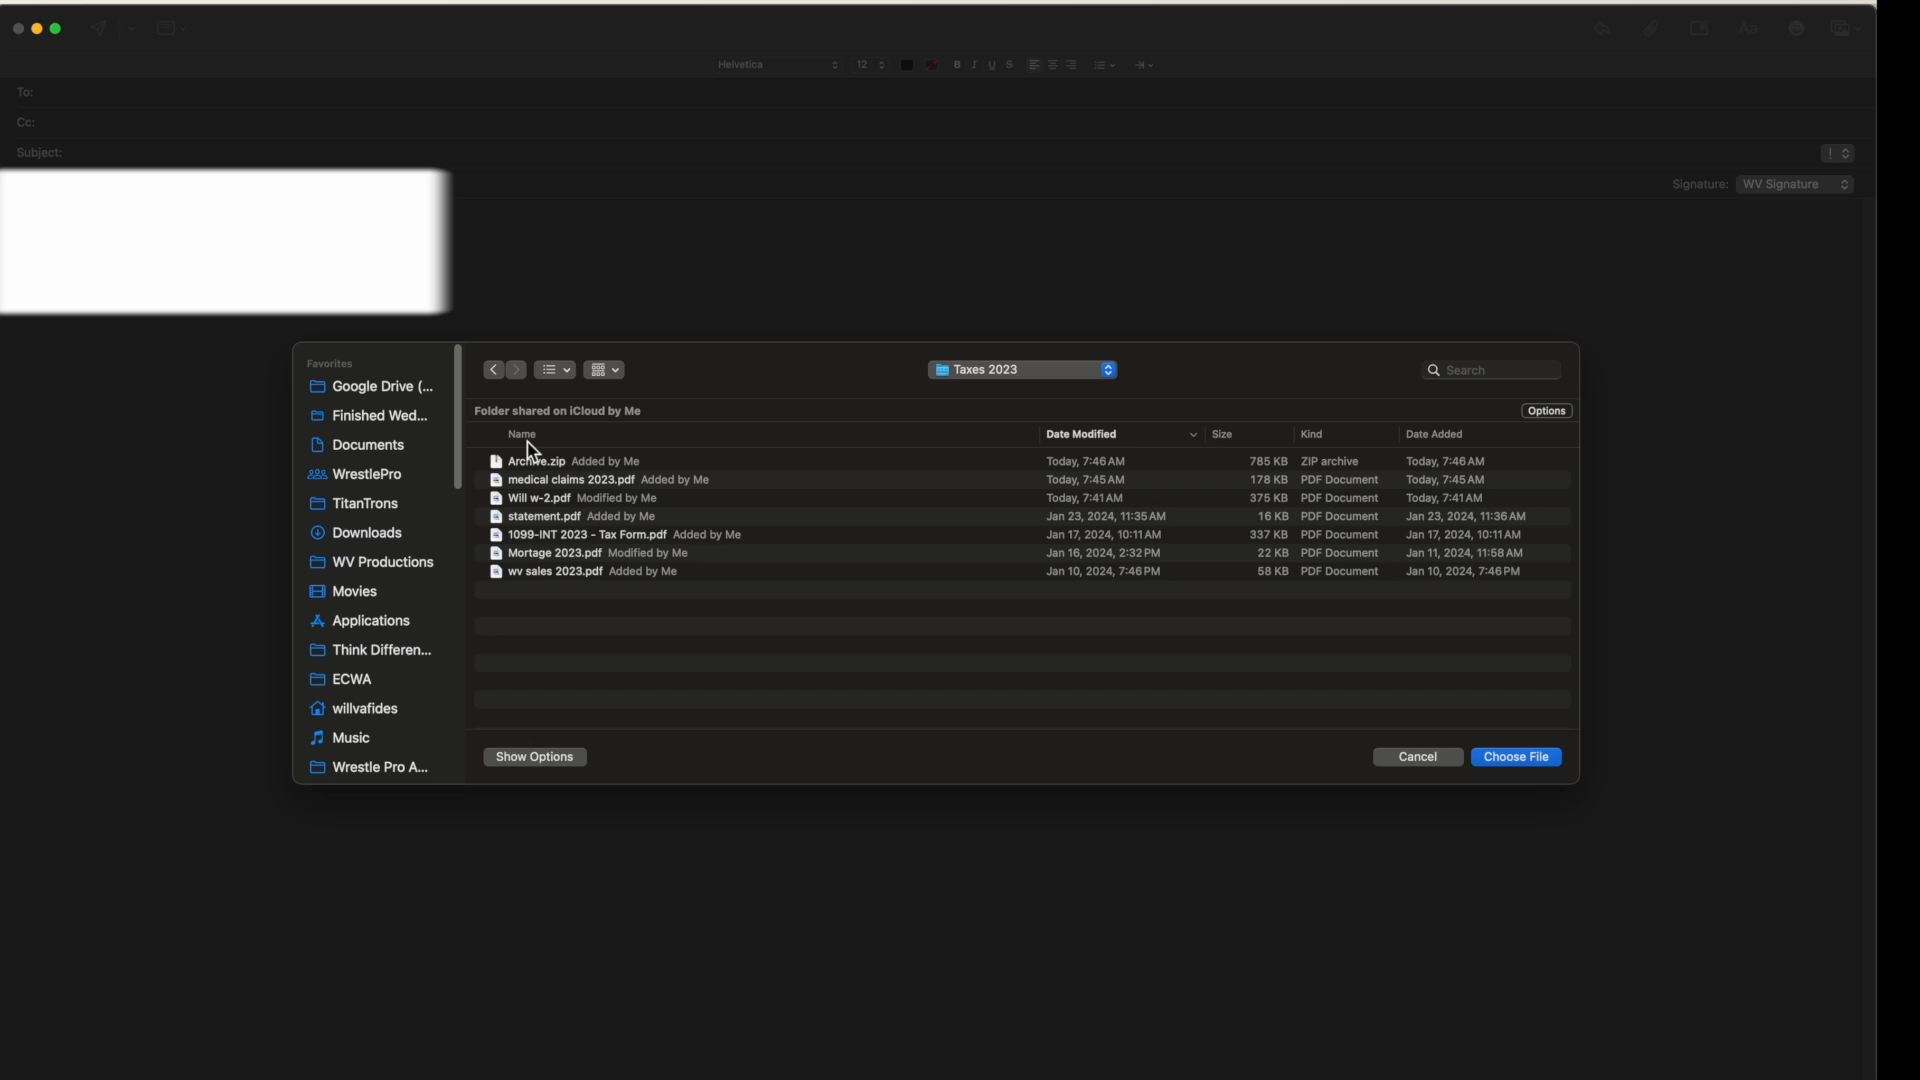 Helvetica 12 B I U S
To:
Cc:
Subject:
!
Signature: WV Signature
Favorites
Google Drive (...
Finished Wed...
Documents
WrestlePro
TitanTrons
Downloads
WV Productions
Movies
Applications
Think Differen...
ECWA
willvafides
Music
Wrestle Pro A...
Taxes 2023
Search
Folder shared on iCloud by Me Options
Name Date Modified Size Kind Date Added
Archive.zip Added by Me Today, 7:46 AM 785 KB ZIP archive Today, 7:46 AM
medical claims 2023.pdf Added by Me Today, 7:45 AM 178 KB PDF Document Today, 7:45 AM
Will w-2.pdf Modified by Me Today, 7:41 AM 375 KB PDF Document Today, 7:41 AM
statement.pdf Added by Me Jan 23, 2024, 11:35 AM 16 KB PDF Document Jan 23, 2024, 11:36 AM
1099-INT 2023 - Tax Form.pdf Added by Me Jan 17, 2024, 10:11 AM 337 KB PDF Document Jan 17, 2024, 10:11 AM
Mortage 2023.pdf Modified by Me Jan 16, 2024, 2:32 PM 22 KB PDF Document Jan 11, 2024, 11:58 AM
wv sales 2023.pdf Added by Me Jan 10, 2024, 7:46 PM 58 KB PDF Document Jan 10, 2024, 7:46 PM
Show Options Cancel Choose File